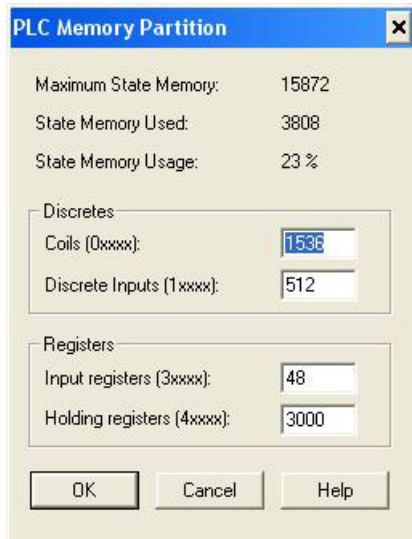 PLC Memory Partition
Maximum State Memory: 15872
State Memory Used: 3808
State Memory Usage: 23 %
Discretes
Coils (0xxxx): 1536
Discrete Inputs (1xxxx): 512
Registers
Input registers (3xxxx): 48
Holding registers (4xxxx): 3000
OK Cancel Help